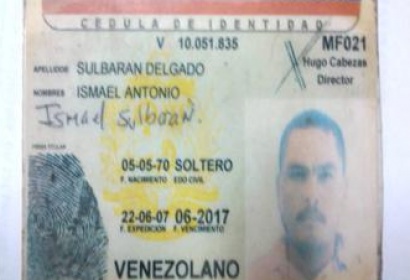 CEDULA DE IDENTIDAD
V 10.051.835
MF021
APELLIDOS SULBARAN DELGADO
Hugo Cabezas
Director
NOMBRES ISMAEL ANTONIO
Ismael Sulbaran.
FIRMA TITULAR
05-05-70 SOLTERO
F. NACIMIENTO EDO CIVIL
22-06-07 06-2017
F. EXPEDICION F. VENCIMIENTO
VENEZOLANO